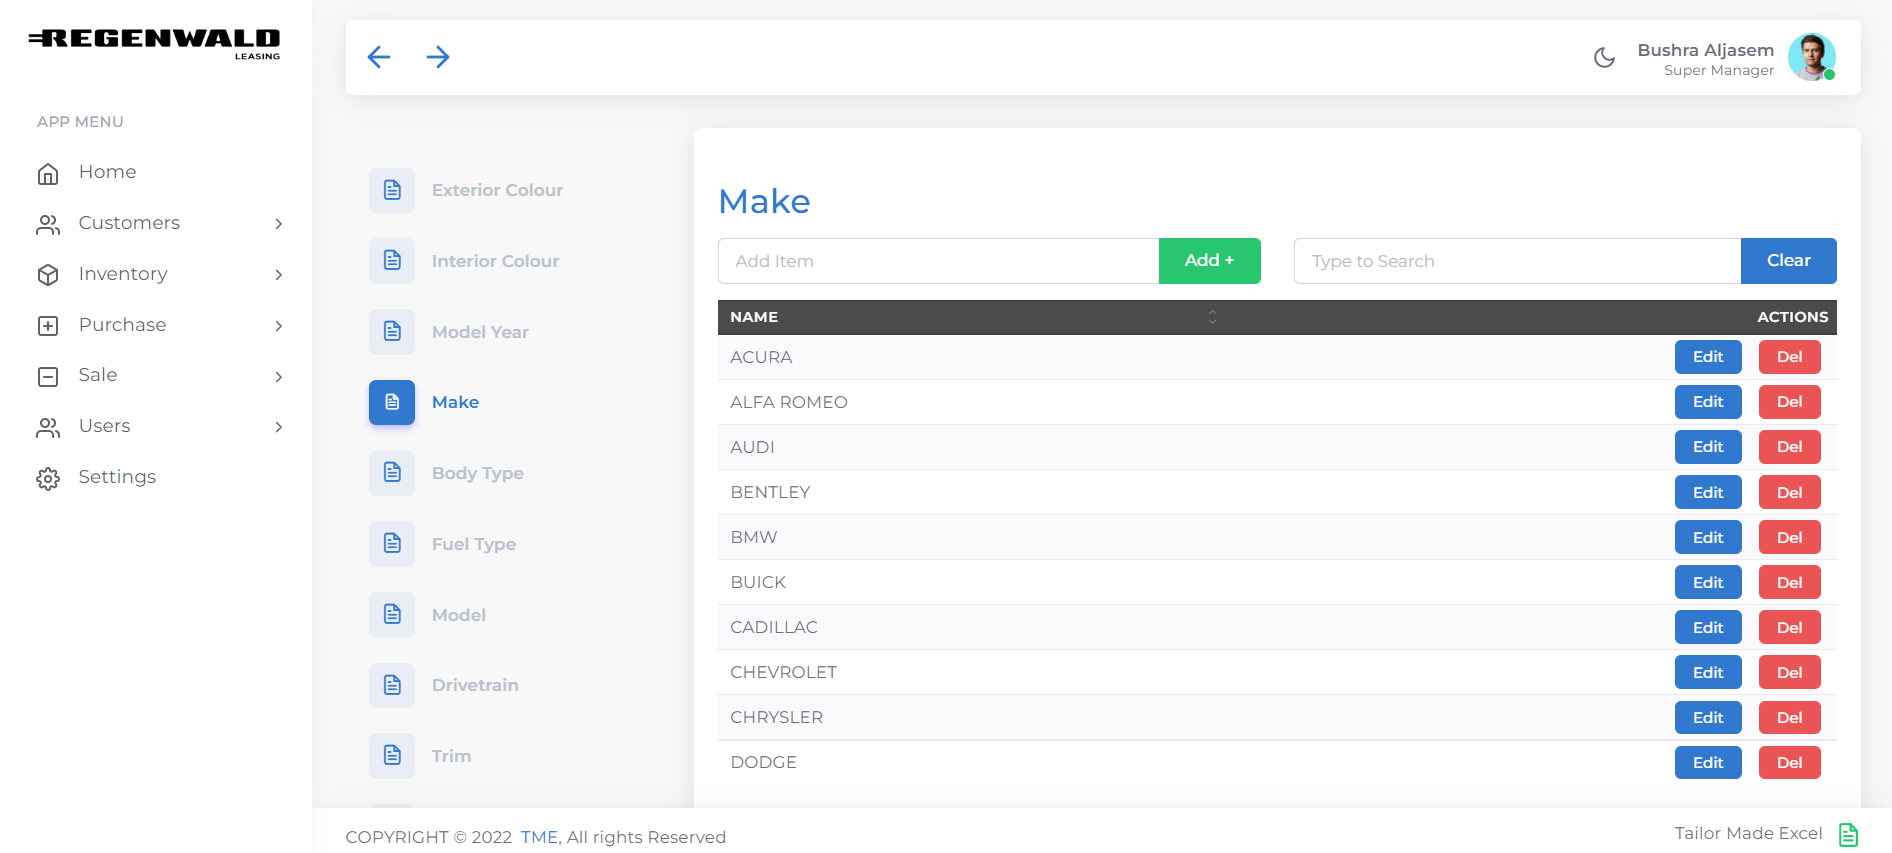 REGENWALD
LEASING
APP MENU
Home
Customers
Inventory
Purchase
Sale
Users
Settings
Bushra Aljasem
Super Manager
Exterior Colour
Interior Colour
Model Year
Make
Body Type
Fuel Type
Model
Drivetrain
Trim
Make
Add Item Add + Type to Search Clear
NAME ACTIONS
ACURA Edit Del
ALFA ROMEO Edit Del
AUDI Edit Del
BENTLEY Edit Del
BMW Edit Del
BUICK Edit Del
CADILLAC Edit Del
CHEVROLET Edit Del
CHRYSLER Edit Del
DODGE Edit Del
COPYRIGHT © 2022 TME, All rights Reserved
Tailor Made Excel